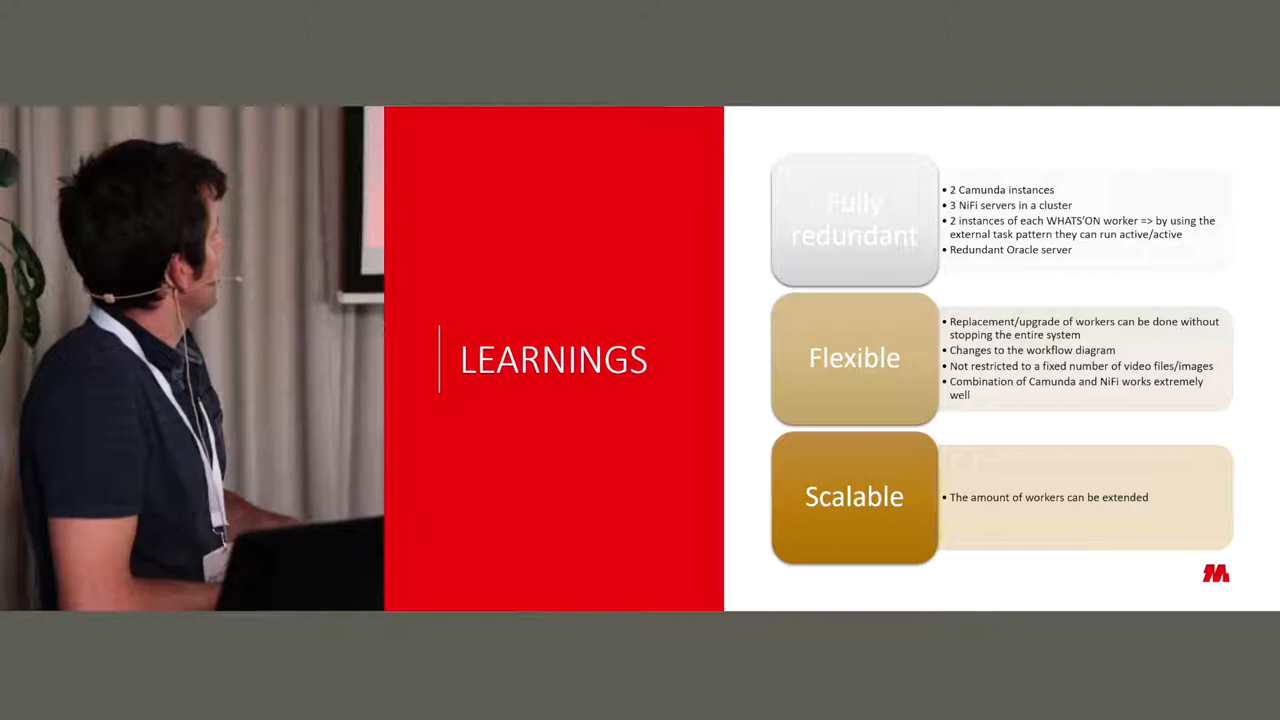 LEARNINGS
Fully
redundant
• 2 Camunda instances
• 3 NiFi servers in a cluster
• 2 instances of each WHATS'ON worker => by using the
external task pattern they can run active/active
• Redundant Oracle server
Flexible
• Replacement/upgrade of workers can be done without
stopping the entire system
• Changes to the workflow diagram
• Not restricted to a fixed number of video files/images
• Combination of Camunda and NiFi works extremely
well
Scalable
• The amount of workers can be extended